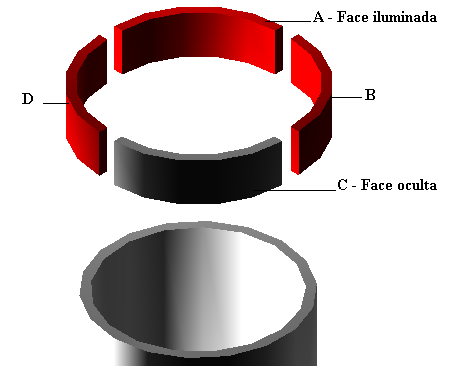 A - Face iluminada
D
B
C - Face oculta